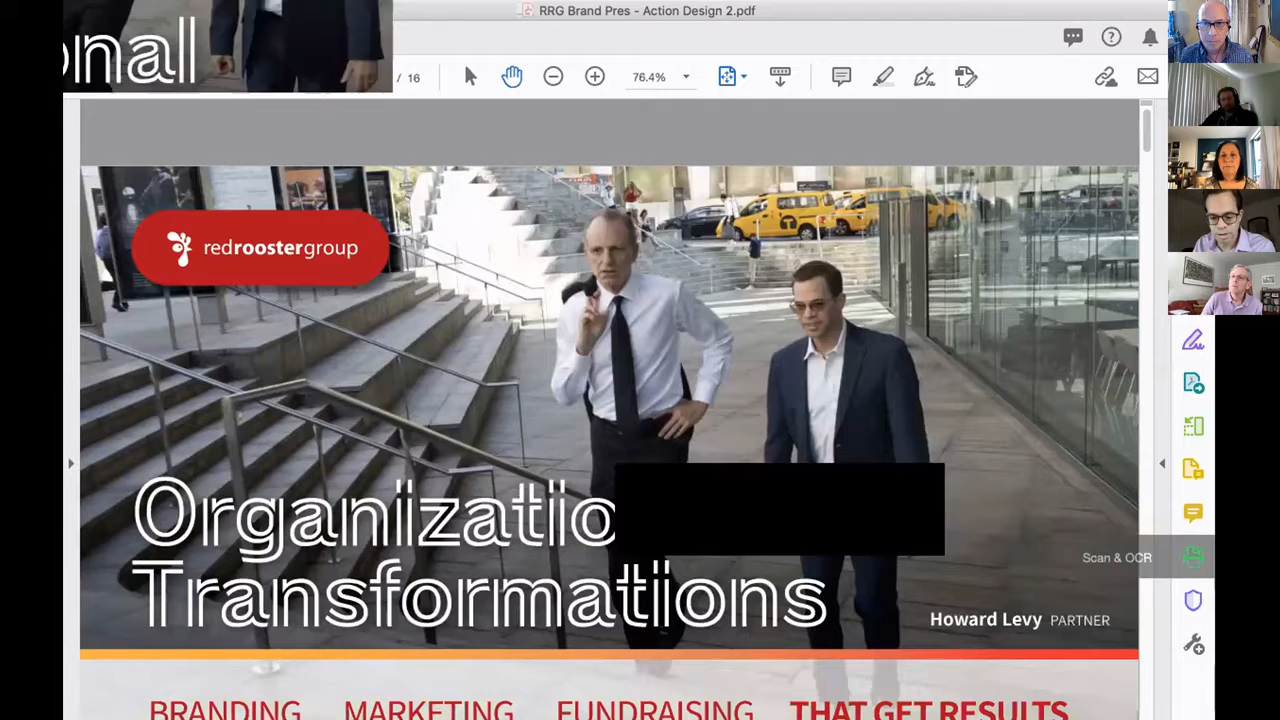 RRG Brand Pres - Action Design 2.pdf
onal
/ 16
76.4%
redroostergroup
Organizatio
Transformations
Scan & OCR
Howard Levy PARTNER
BRANDING MARKETING FUNDRAISING THAT GET RESULTS